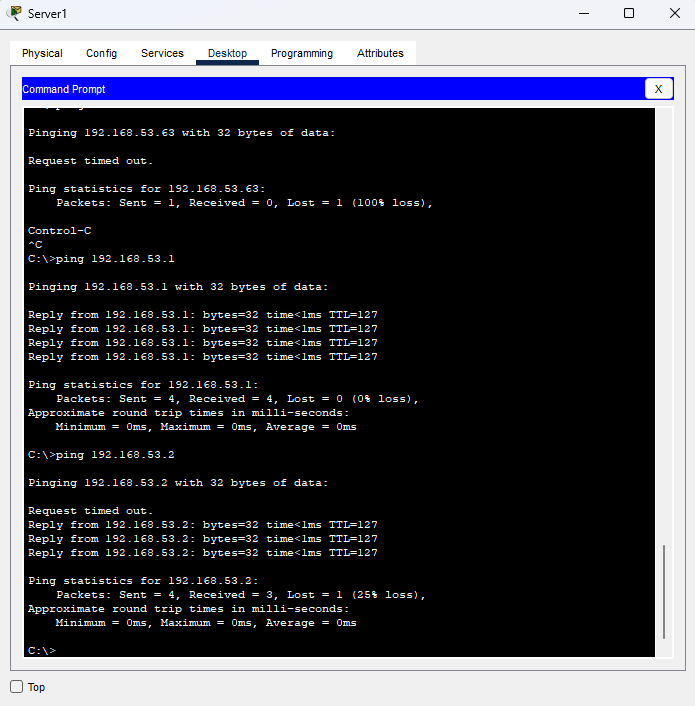 Server1
Physical Config Services Desktop Programming Attributes
Command Prompt X
Pinging 192.168.53.63 with 32 bytes of data:
Request timed out.
Ping statistics for 192.168.53.63:
Packets: Sent = 1, Received = 0, Lost = 1 (100% loss),
Control-C
^C
C:\>ping 192.168.53.1
Pinging 192.168.53.1 with 32 bytes of data:
Reply from 192.168.53.1: bytes=32 time<1ms TTL=127
Reply from 192.168.53.1: bytes=32 time<1ms TTL=127
Reply from 192.168.53.1: bytes=32 time<1ms TTL=127
Reply from 192.168.53.1: bytes=32 time<1ms TTL=127
Ping statistics for 192.168.53.1:
Packets: Sent = 4, Received = 4, Lost = 0 (0% loss),
Approximate round trip times in milli-seconds:
Minimum = 0ms, Maximum = 0ms, Average = 0ms
C:\>ping 192.168.53.2
Pinging 192.168.53.2 with 32 bytes of data:
Request timed out.
Reply from 192.168.53.2: bytes=32 time<1ms TTL=127
Reply from 192.168.53.2: bytes=32 time<1ms TTL=127
Reply from 192.168.53.2: bytes=32 time<1ms TTL=127
Ping statistics for 192.168.53.2:
Packets: Sent = 4, Received = 3, Lost = 1 (25% loss),
Approximate round trip times in milli-seconds:
Minimum = 0ms, Maximum = 0ms, Average = 0ms
C:\>
Top